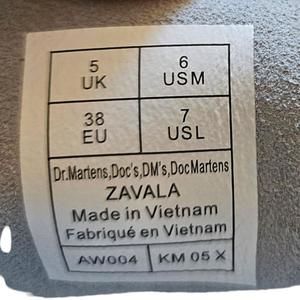 5 6
UK USM
38 7
EU USL
Dr.Martens,Doc's,DM's,DocMartens
ZAVALA
Made in Vietnam
Fabriqué en Vietnam
AW004 KM 05 X